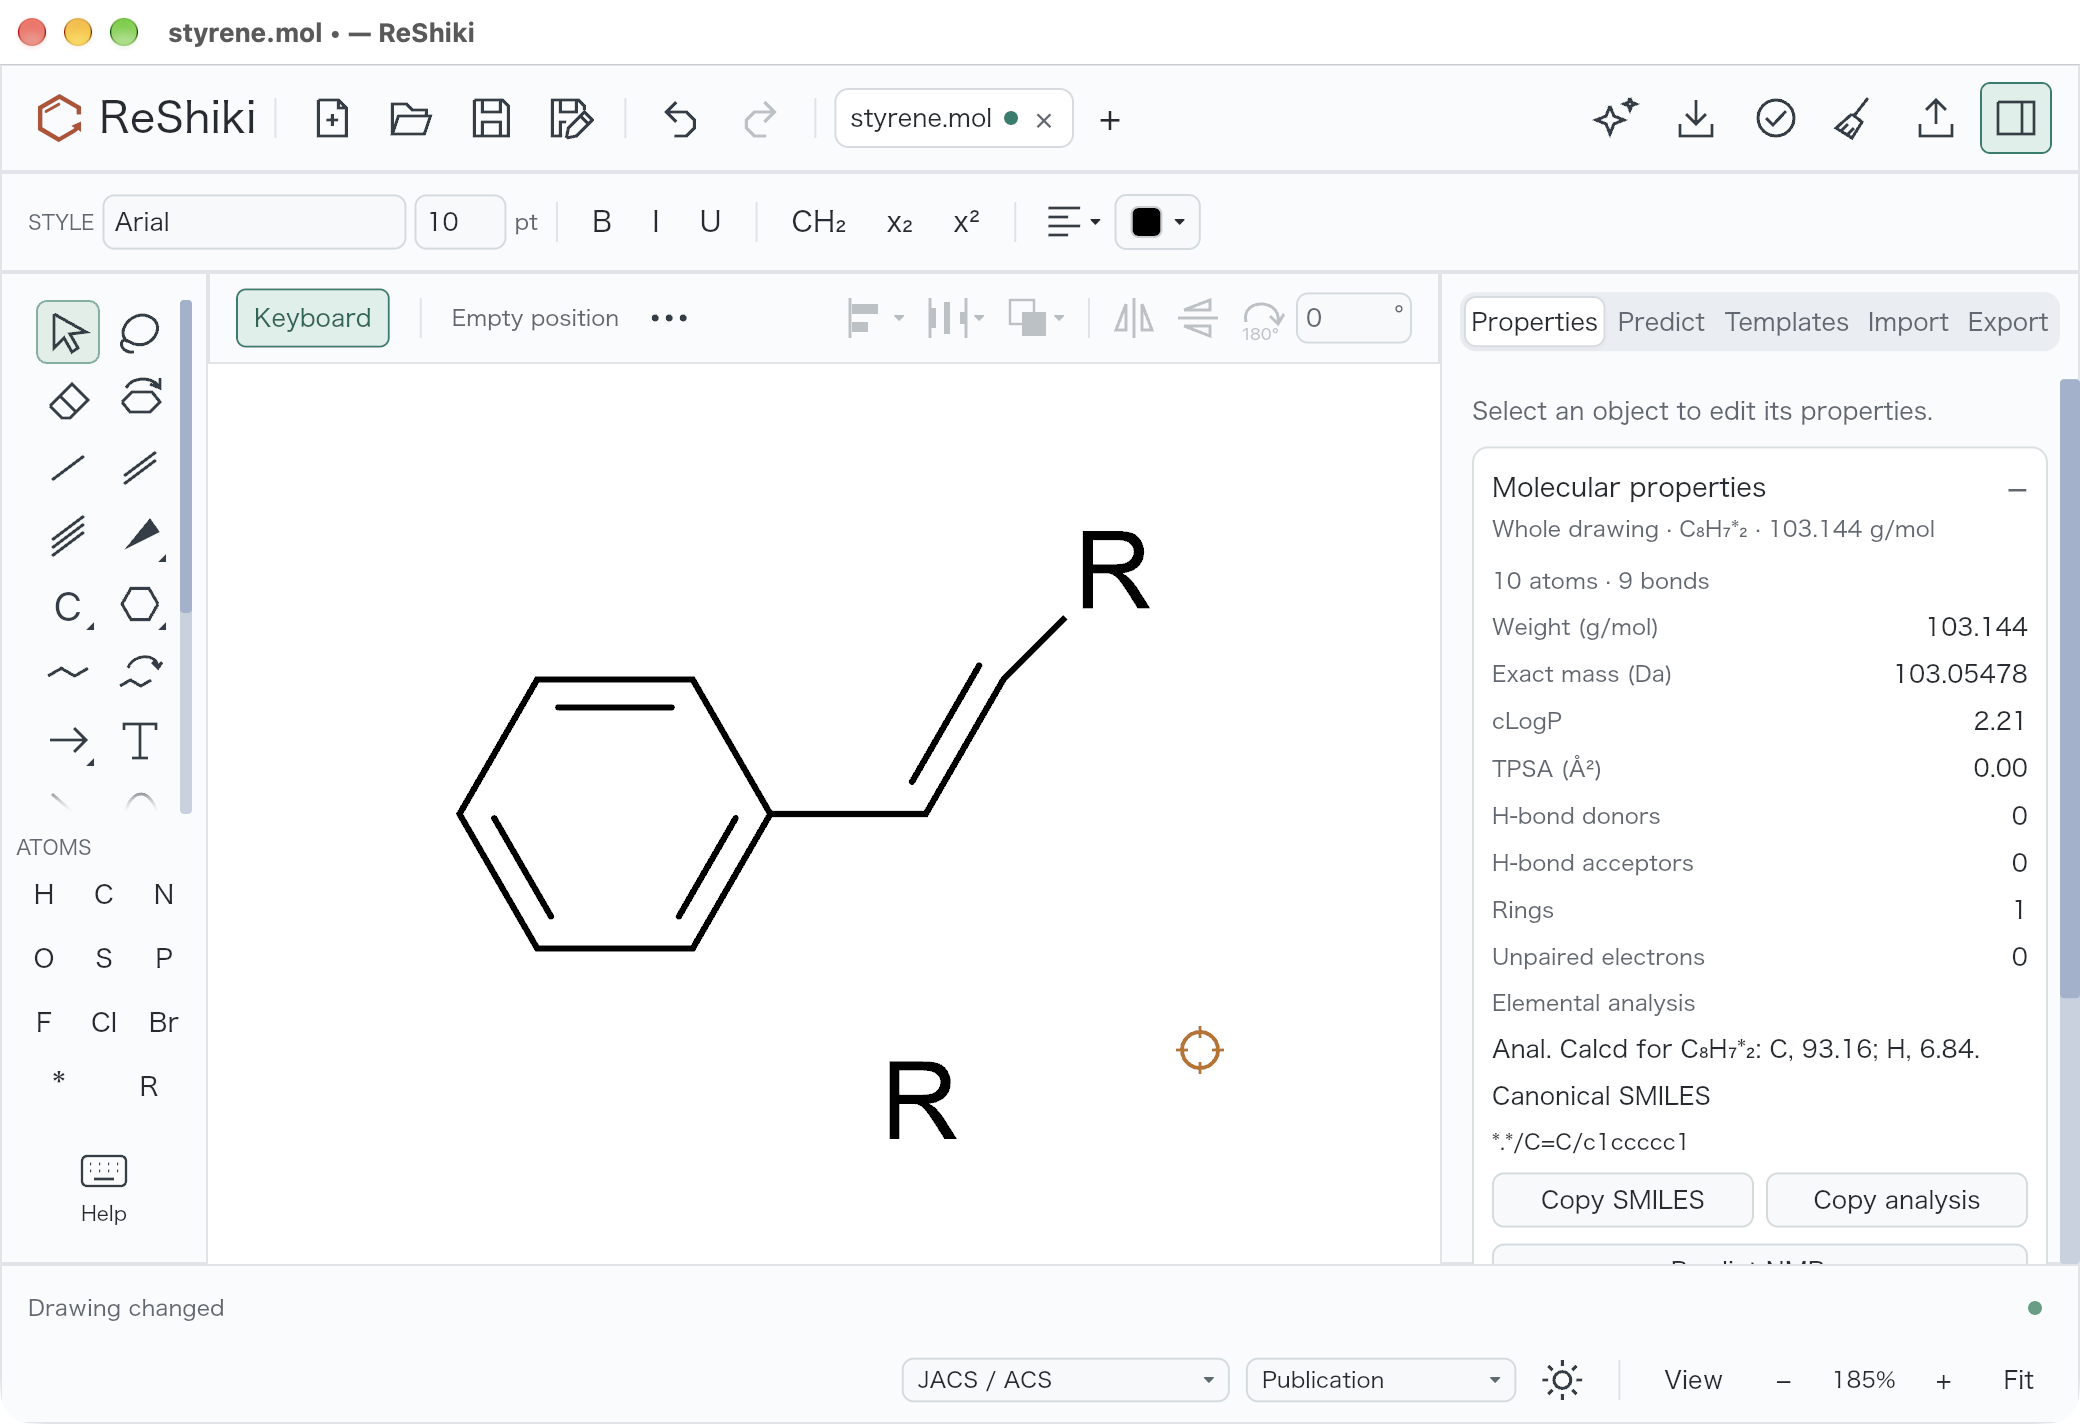 styrene.mol • — ReShiki
ReShiki
styrene.mol ● ×
+
STYLE Arial 10 pt B I U CH₂ x₂ x²
Keyboard Empty position •••
180° 0 °
Properties Predict Templates Import Export
C
T
ATOMS
H C N
O S P
F Cl Br
* R
Help
R
R
Select an object to edit its properties.
Molecular properties −
Whole drawing · C₈H₇*₂ · 103.144 g/mol
10 atoms · 9 bonds
Weight (g/mol) 103.144
Exact mass (Da) 103.05478
cLogP 2.21
TPSA (Å²) 0.00
H-bond donors 0
H-bond acceptors 0
Rings 1
Unpaired electrons 0
Elemental analysis
Anal. Calcd for C₈H₇*₂: C, 93.16; H, 6.84.
Canonical SMILES
*.*/C=C/c1ccccc1
Copy SMILES Copy analysis
Drawing changed
JACS / ACS Publication View − 185% + Fit